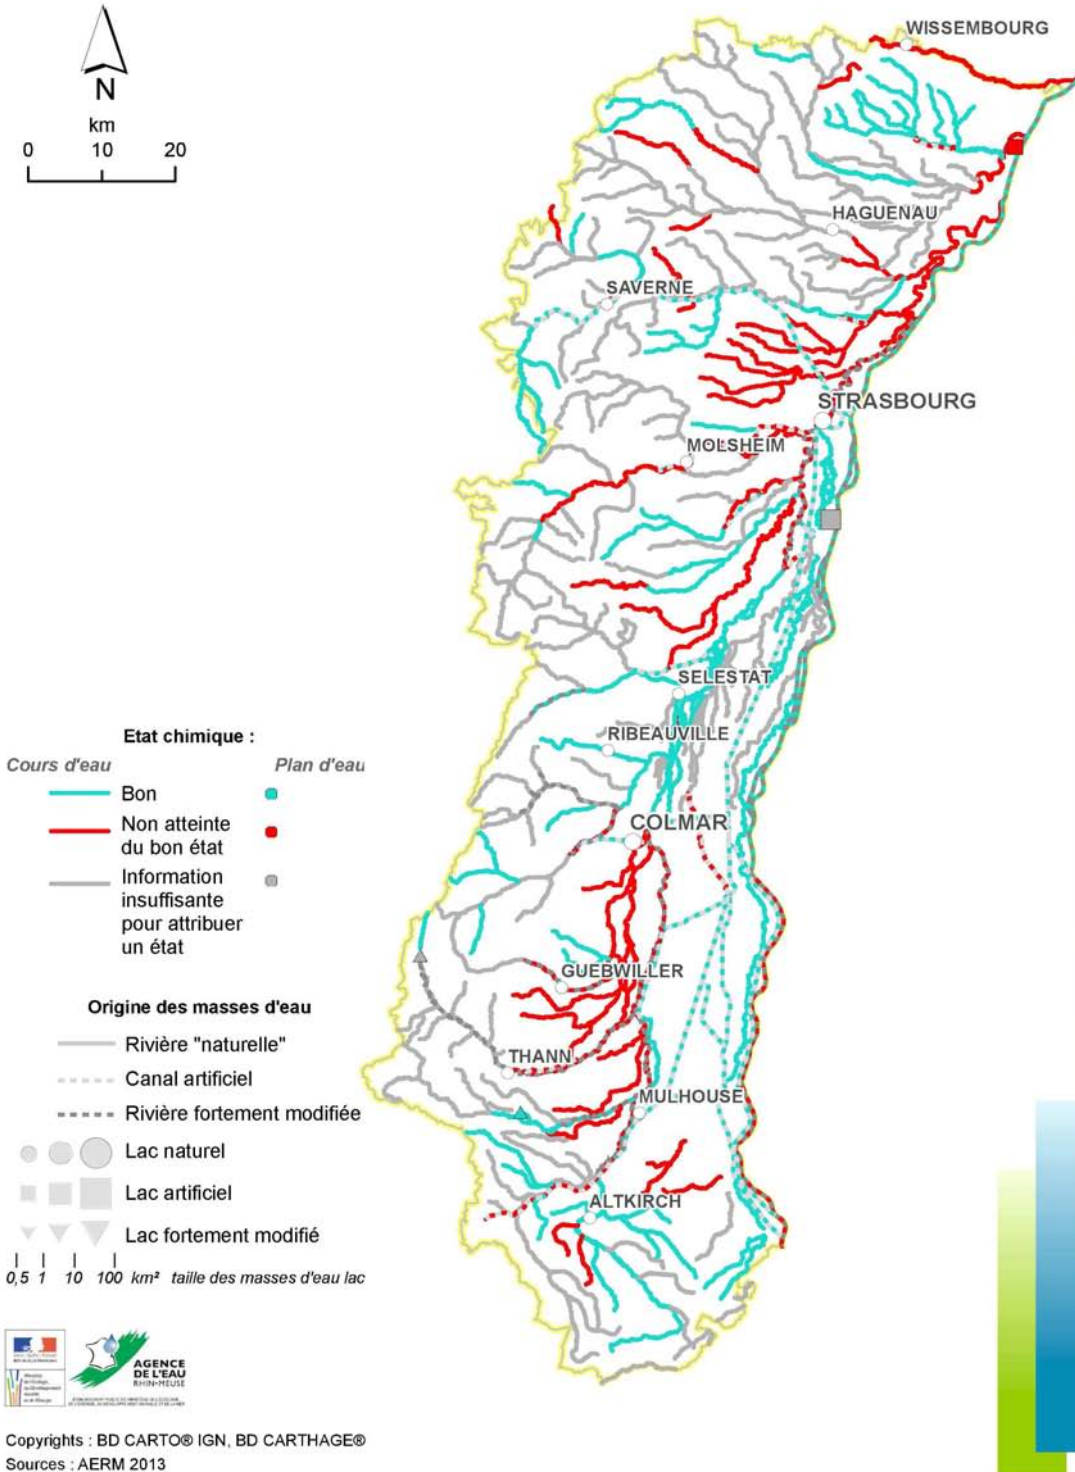 N
km
0 10 20
WISSEMBOURG
HAGUENAU
SAVERNE
STRASBOURG
MOLSHEIM
SELESTAT
RIBEAUVILLE
COLMAR
GUEBWILLER
THANN
MULHOUSE
ALTKIRCH
Etat chimique :
Cours d'eau Plan d'eau
Bon
Non atteinte
du bon état
Information
insuffisante
pour attribuer
un état
Origine des masses d'eau
Rivière "naturelle"
Canal artificiel
Rivière fortement modifiée
Lac naturel
Lac artificiel
Lac fortement modifié
0,5 1 10 100 km² taille des masses d'eau lac
AGENCE
DE L'EAU
RHIN-MEUSE
Copyrights : BD CARTO® IGN, BD CARTHAGE®
Sources : AERM 2013